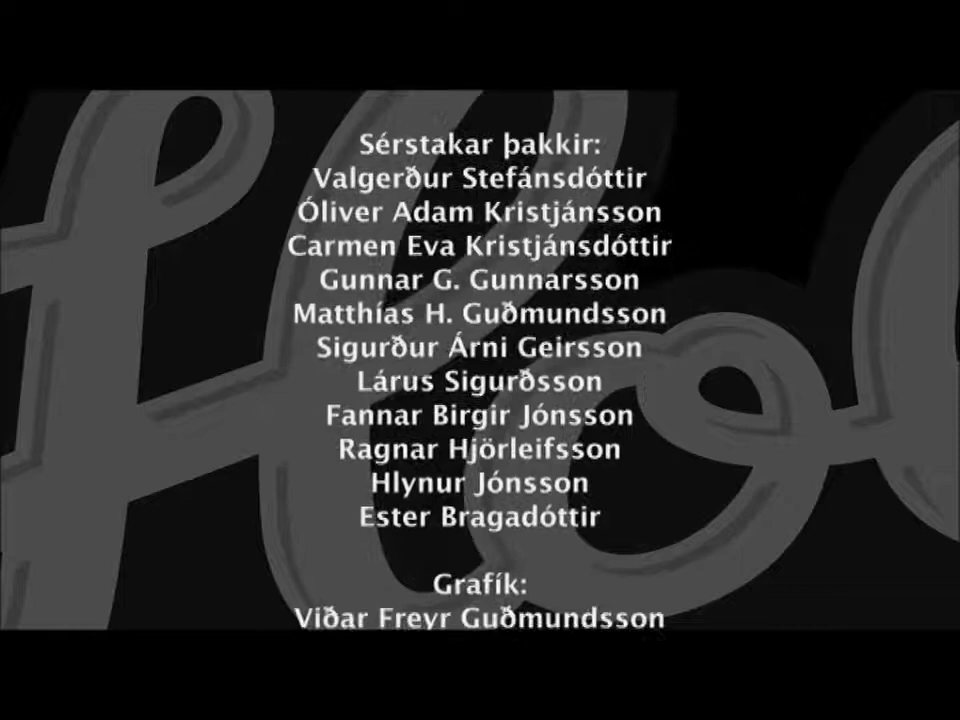 Sérstakar þakkir:
Valgerður Stefánsdóttir
Óliver Adam Kristjánsson
Carmen Eva Kristjánsdóttir
Gunnar G. Gunnarsson
Matthías H. Guðmundsson
Sigurður Árni Geirsson
Lárus Sigurðsson
Fannar Birgir Jónsson
Ragnar Hjörleifsson
Hlynur Jónsson
Ester Bragadóttir
Grafík:
Viðar Freyr Guðmundsson